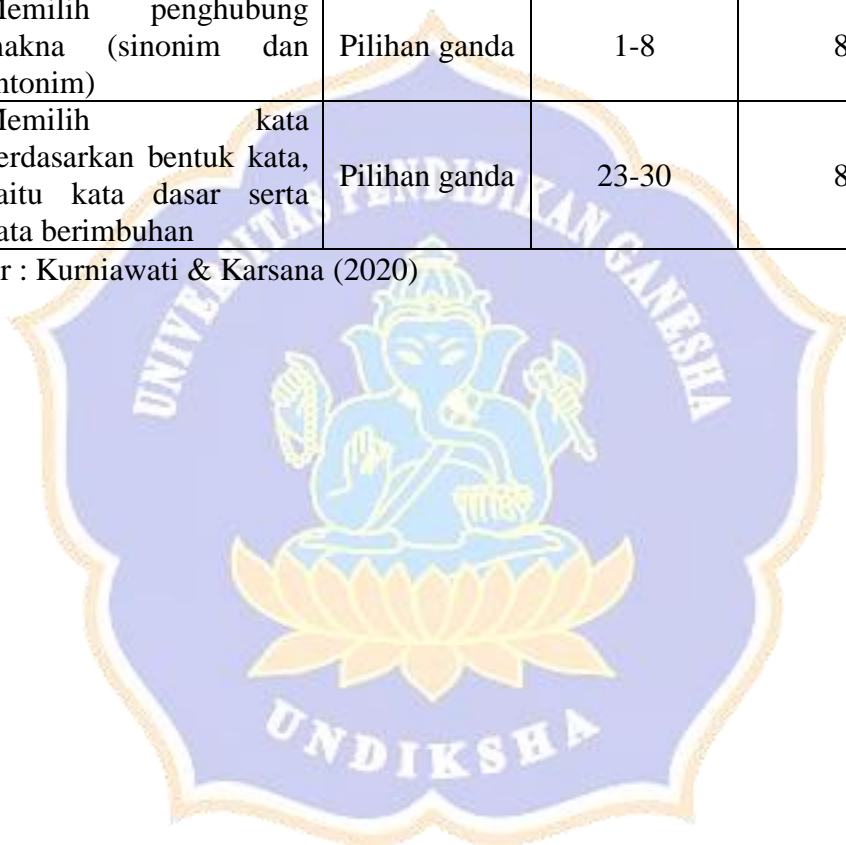 Memilih penghubung
makna (sinonim dan
antonim)
Pilihan ganda
1-8
8
Memilih kata
berdasarkan bentuk kata,
yaitu kata dasar serta
kata berimbuhan
Pilihan ganda
23-30
8
r : Kurniawati & Karsana (2020)
UNIVERSITAS PENDIDIKAN GANESHA
UNDIKSHA